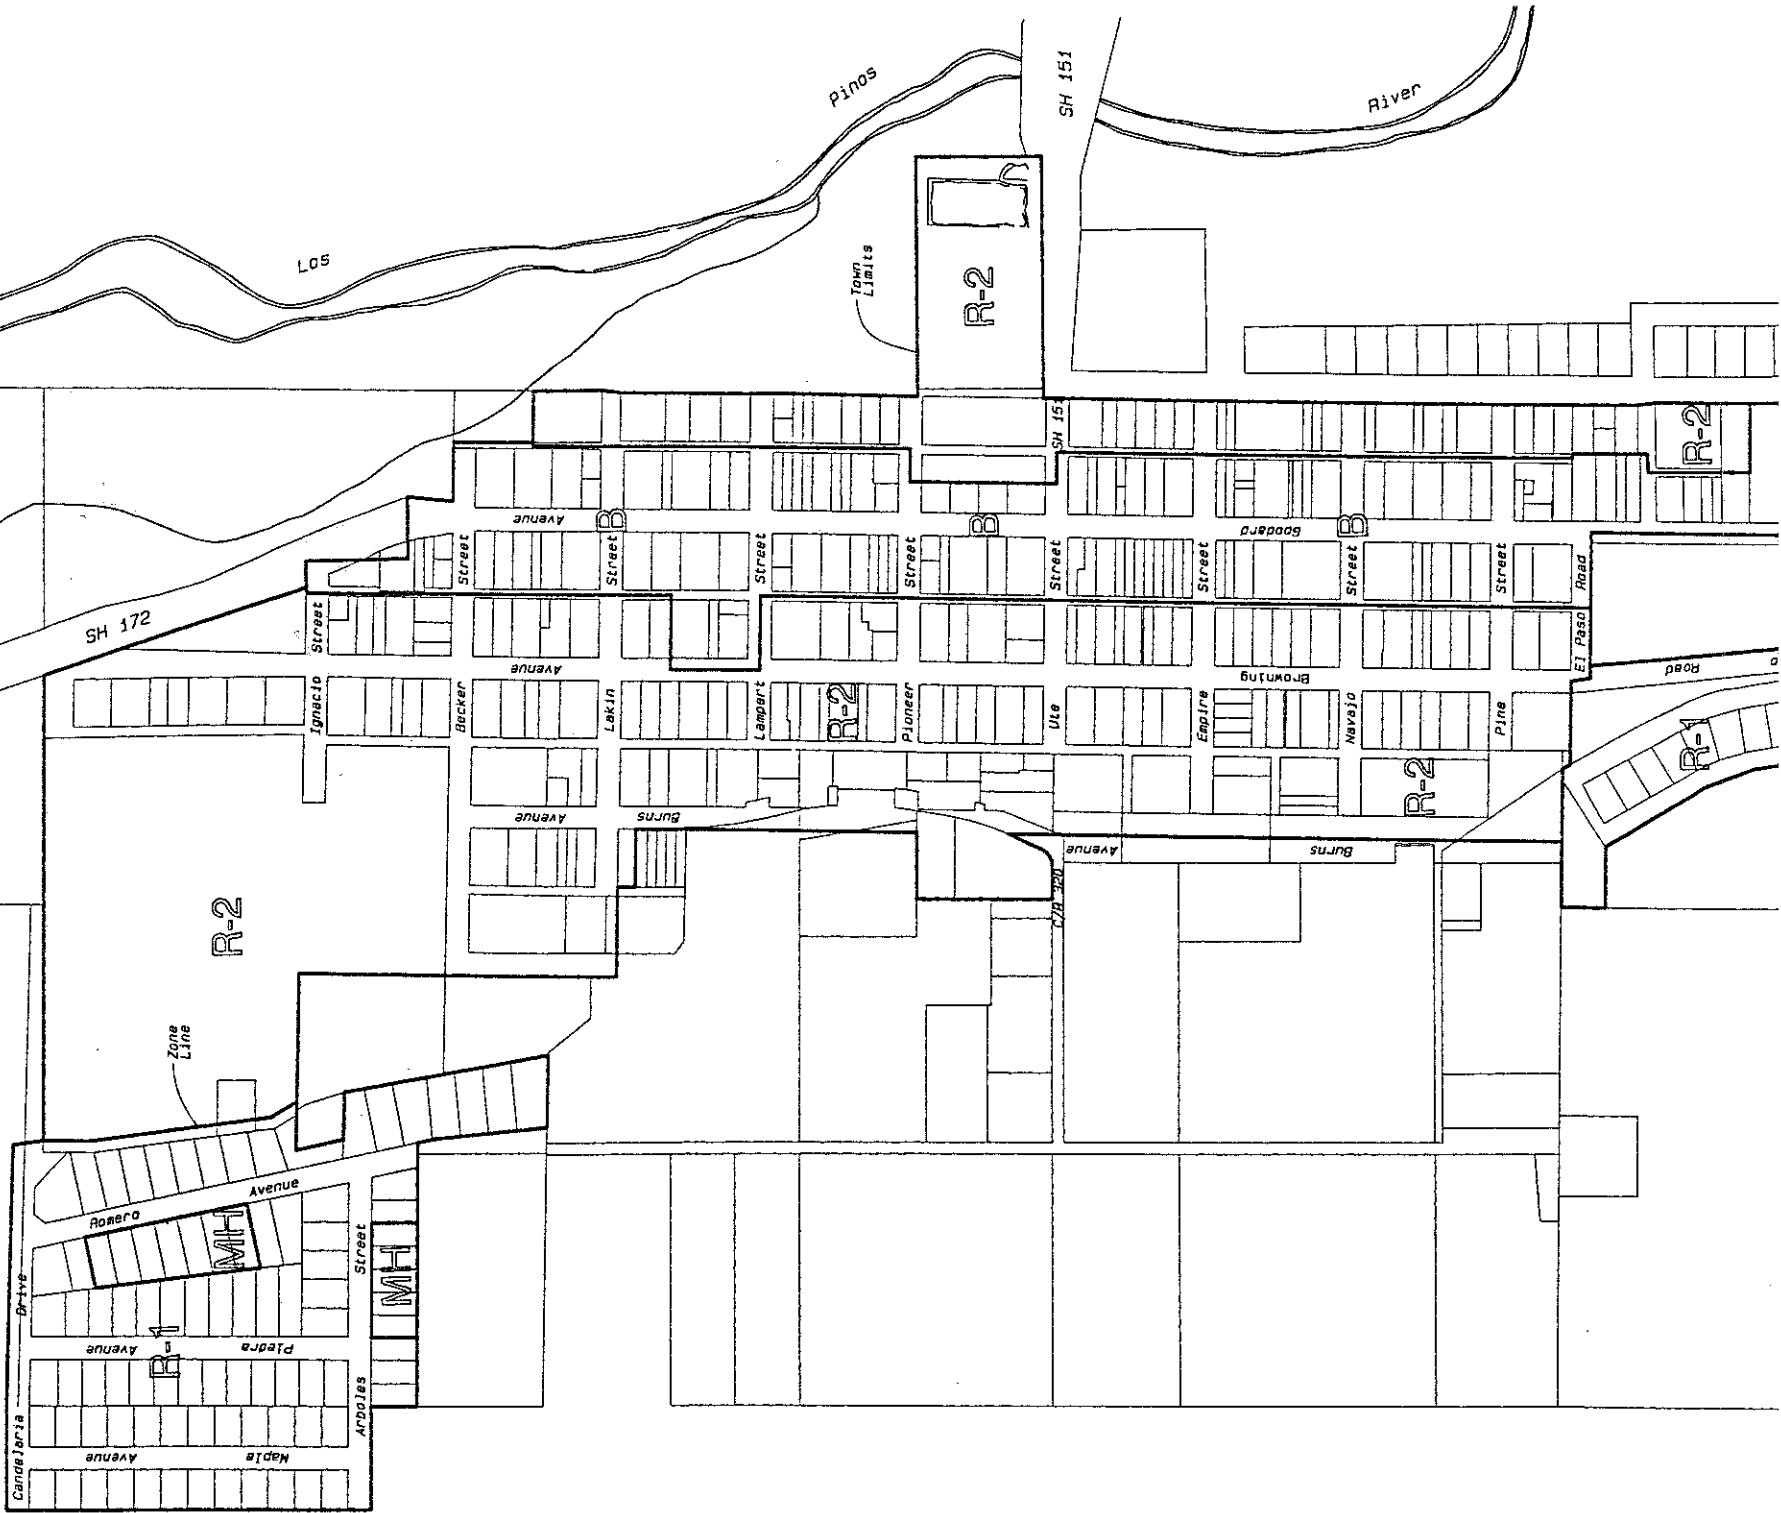 Pinos
SH 151
River
Los
Town
Limits
R-2
SH 151
R-2
Avenue
B
B
Goddard
B
Street
Street
Street
Street
Street
Street
Street
Street
Road
SH 172
Street
Avenue
Browning
El Paso
Road
Ignacio
Becker
Lakin
Lampert
R-2
Pioneer
Ute
Empire
Navajo
Pine
R-1
R-2
Avenue
Burns
Avenue
Burns
C/R 320
R-2
Zone
Line
Romero
Avenue
MH
Street
MH
Candelaria
Drive
Avenue
R-1
Piedra
Arboles
Avenue
Maple